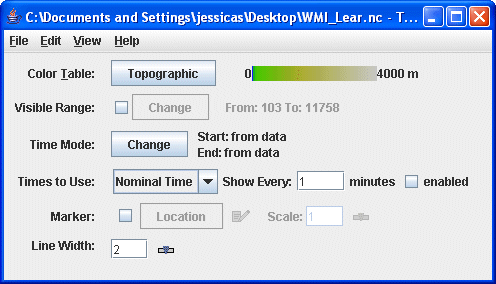 C:\Documents and Settings\jessicas\Desktop\WMI_Lear.nc - T...
File Edit View Help
Color Table: Topographic 0 4000 m
Visible Range: Change From: 103 To: 11758
Time Mode: Change Start: from data
End: from data
Times to Use: Nominal Time Show Every: 1 minutes enabled
Marker: Location Scale: 1
Line Width: 2